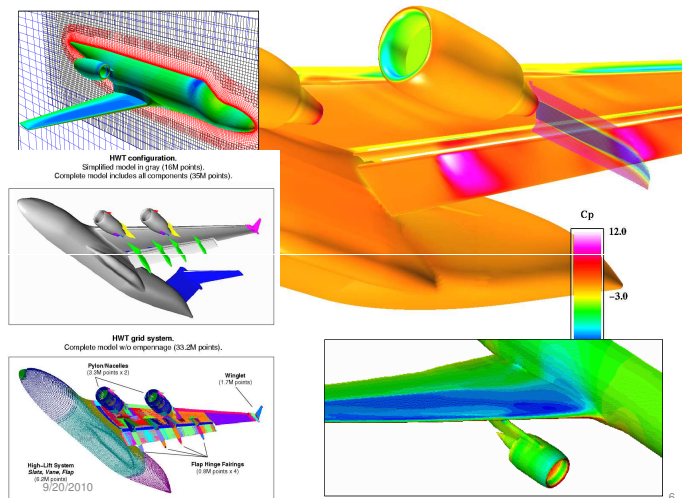 HWT configuration.
Simplified model in gray (16M points).
Complete model includes all components (35M points).
Cp
12.0
-3.0
HWT grid system.
Complete model w/o empennage (33.2M points).
Pylon/Nacelles
(3.2M points x 2)
Winglet
(1.7M points)
Flap Hinge Fairings
(0.8M points x 4)
High-Lift System
Slats, Vane, Flap
(6.2M points)
9/20/2010
6